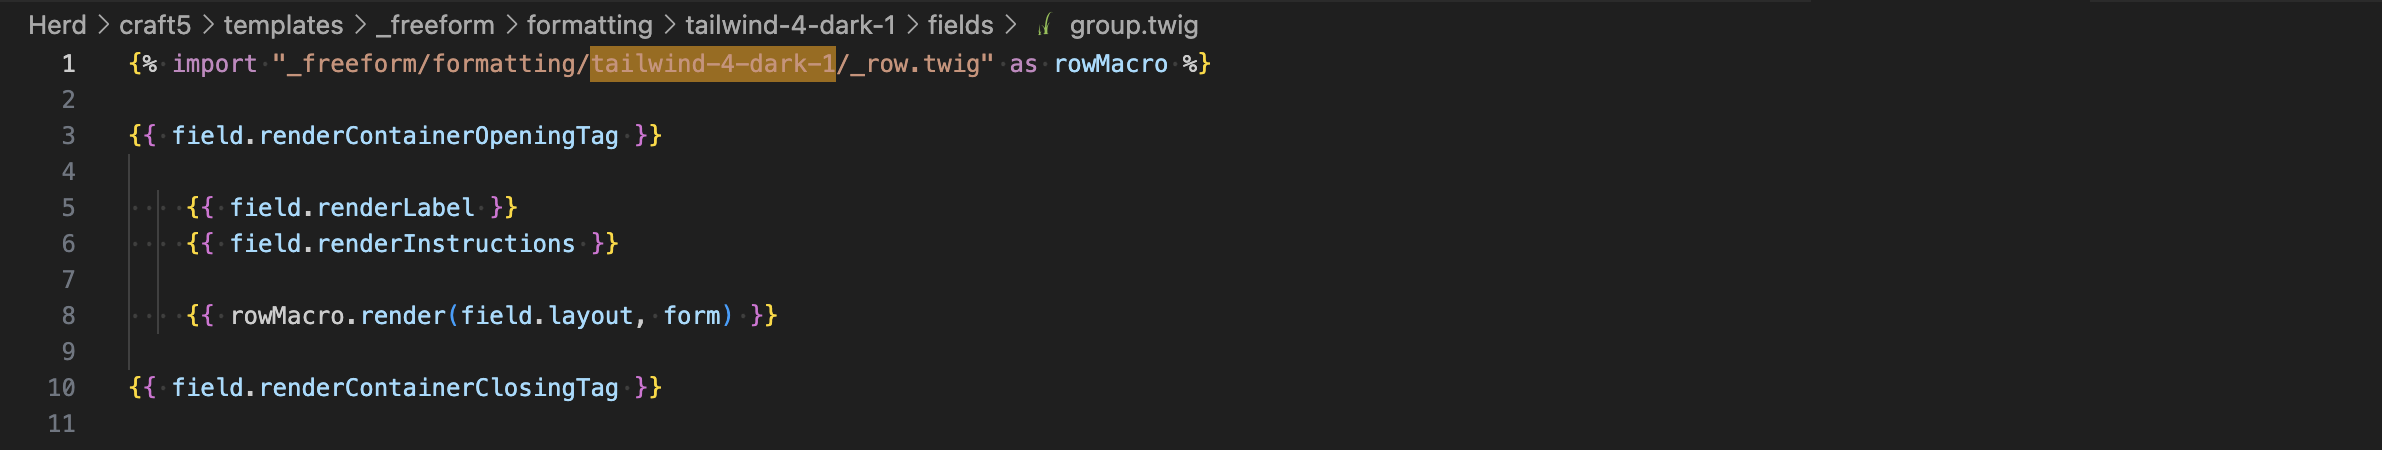 Herd > craft5 > templates > _freeform > formatting > tailwind-4-dark-1 > fields > group.twig
1 {% import "_freeform/formatting/tailwind-4-dark-1/_row.twig" as rowMacro %}
2
3 {{ field.renderContainerOpeningTag }}
4
5     {{ field.renderLabel }}
6     {{ field.renderInstructions }}
7
8     {{ rowMacro.render(field.layout, form) }}
9
10 {{ field.renderContainerClosingTag }}
11